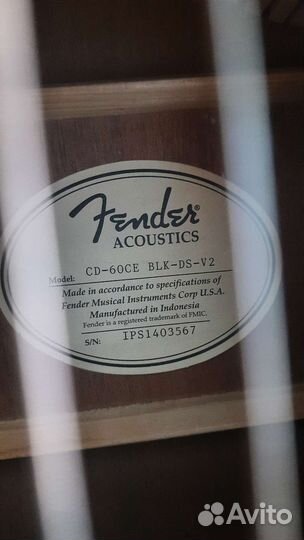 Fender
ACOUSTICS
Model: CD-60CE BLK-DS-V2
Made in accordance to specifications of
Fender Musical Instruments Corp U.S.A.
Manufactured in Indonesia
Fender is a registered trademark of FMIC.
S/N: IPS1403567
Avito